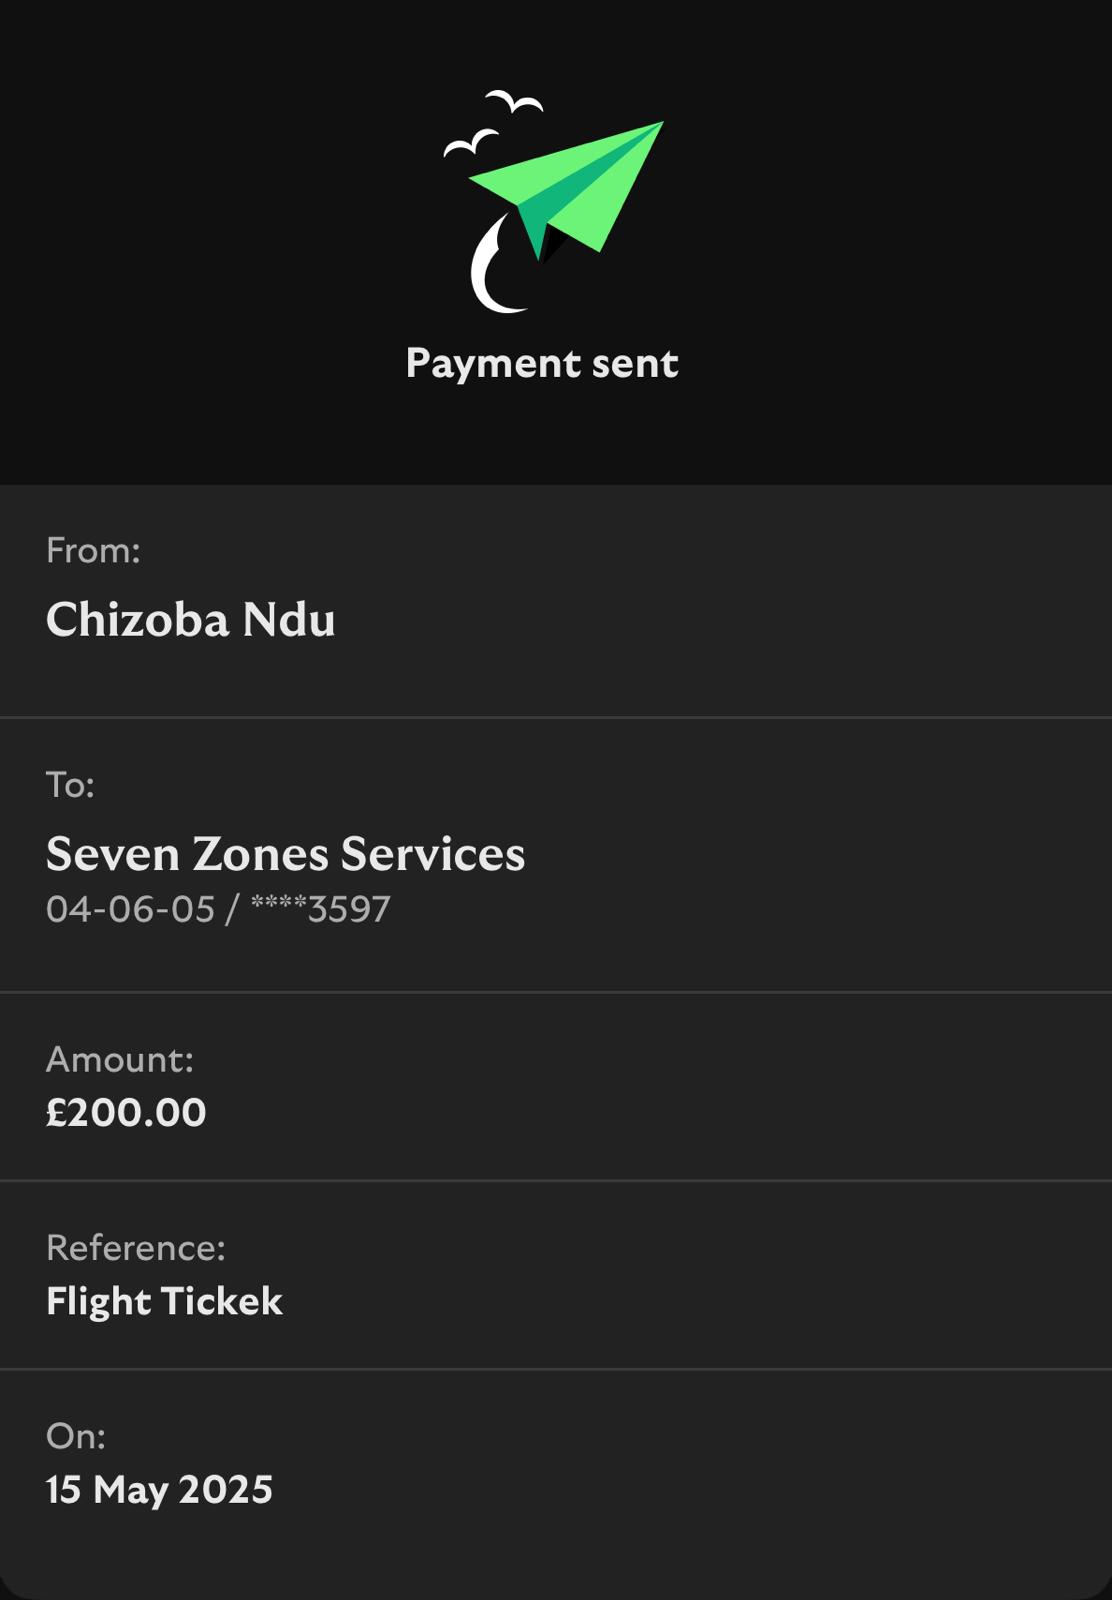 Payment sent
From:
Chizoba Ndu
To:
Seven Zones Services
04-06-05 / ****3597
Amount:
£200.00
Reference:
Flight Tickek
On:
15 May 2025